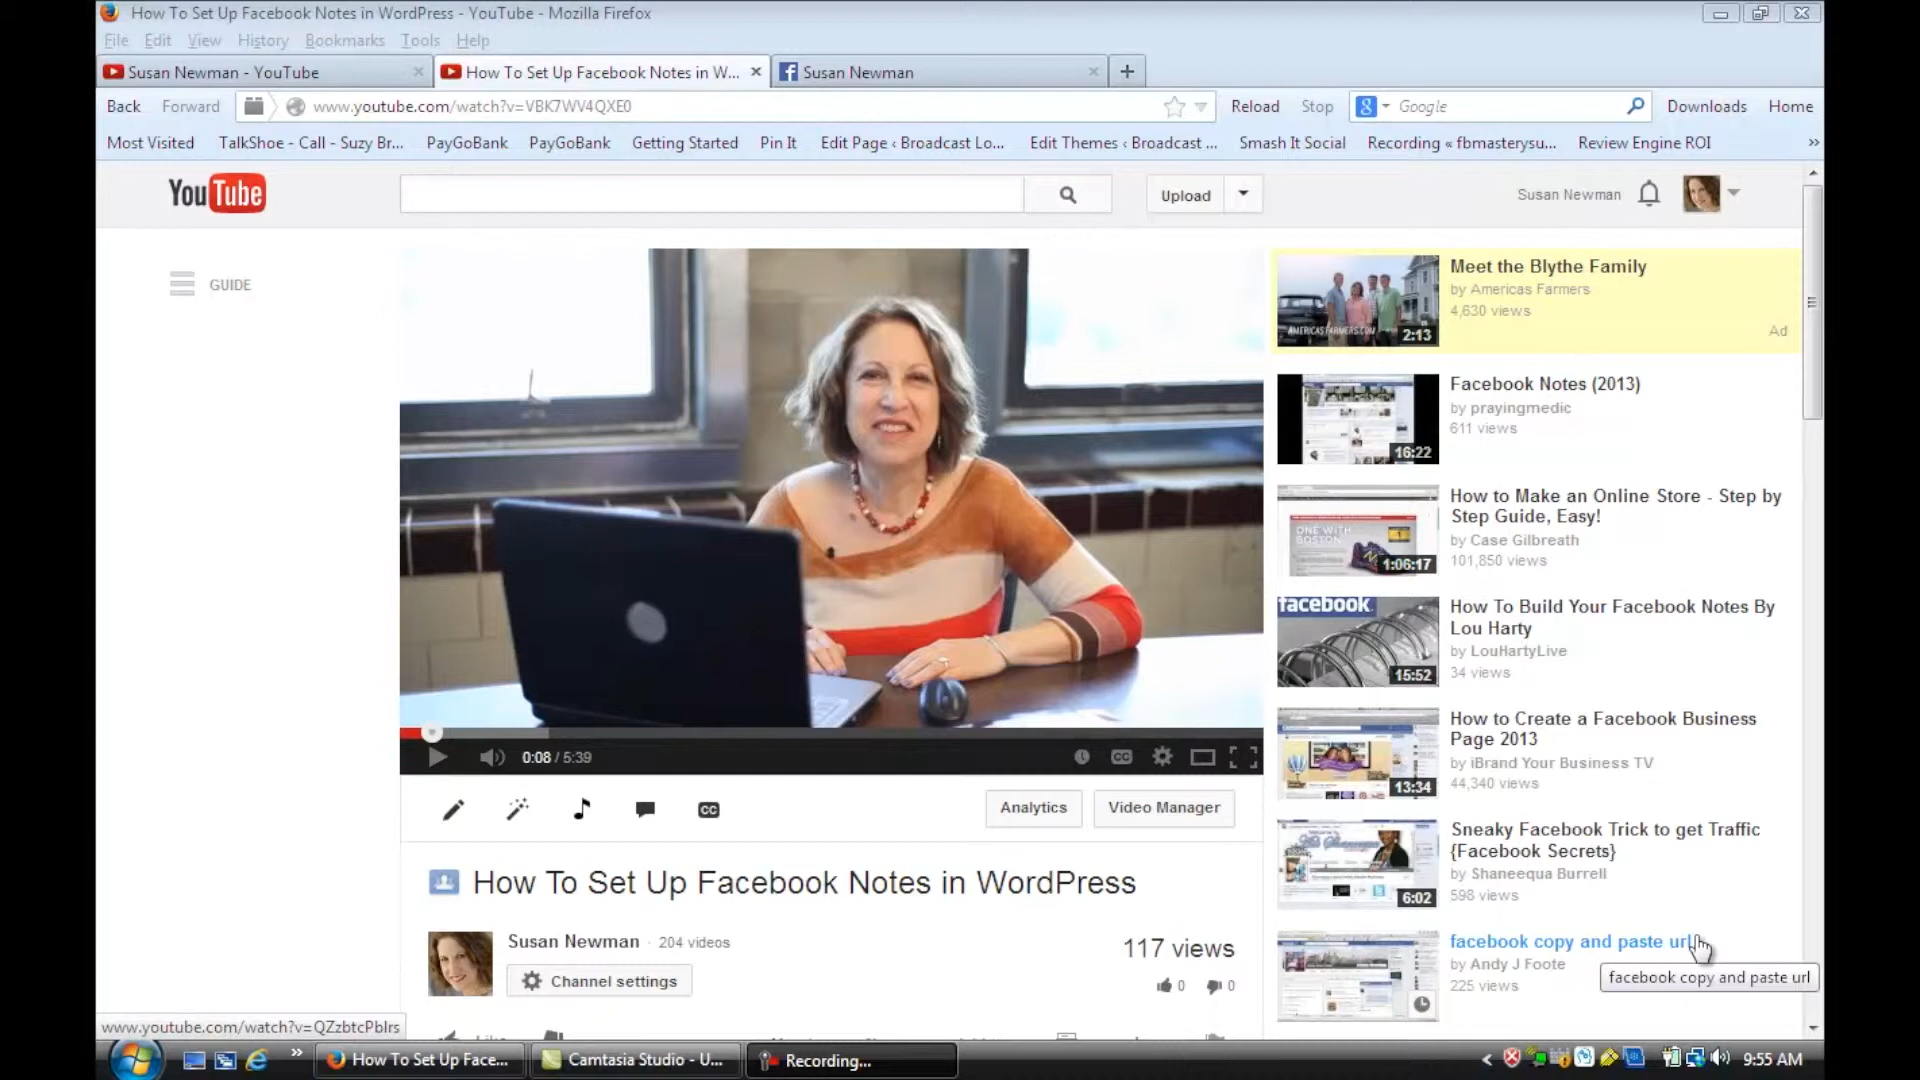 How To Set Up Facebook Notes in WordPress - YouTube - Mozilla Firefox
File Edit View History Bookmarks Tools Help
Susan Newman - YouTube
How To Set Up Facebook Notes in W...
Susan Newman
Back Forward www.youtube.com/watch?v=VBK7WV4QXE0 Reload Stop Google Downloads Home
Most Visited TalkShoe - Call - Suzy Br... PayGoBank PayGoBank Getting Started Pin It Edit Page ‹ Broadcast Lo... Edit Themes ‹ Broadcast ... Smash It Social Recording « fbmasterysu... Review Engine ROI »
YouTube
Upload
Susan Newman
GUIDE
Meet the Blythe Family
by Americas Farmers
4,630 views
Ad
AMERICASFARMERS.COM
2:13
Facebook Notes (2013)
by prayingmedic
611 views
16:22
How to Make an Online Store - Step by
Step Guide, Easy!
by Case Gilbreath
101,850 views
ONE WITH
BOSTON
1:06:17
How To Build Your Facebook Notes By
Lou Harty
by LouHartyLive
34 views
facebook
15:52
How to Create a Facebook Business
Page 2013
by iBrand Your Business TV
44,340 views
13:34
Sneaky Facebook Trick to get Traffic
{Facebook Secrets}
by Shaneequa Burrell
598 views
6:02
facebook copy and paste url
by Andy J Foote
225 views
facebook copy and paste url
0:08 / 5:39
CC
CC
Analytics
Video Manager
How To Set Up Facebook Notes in WordPress
Susan Newman · 204 videos
Channel settings
117 views
0 0
www.youtube.com/watch?v=QZzbtcPbIrs
How To Set Up Face...
Camtasia Studio - U...
Recording...
9:55 AM